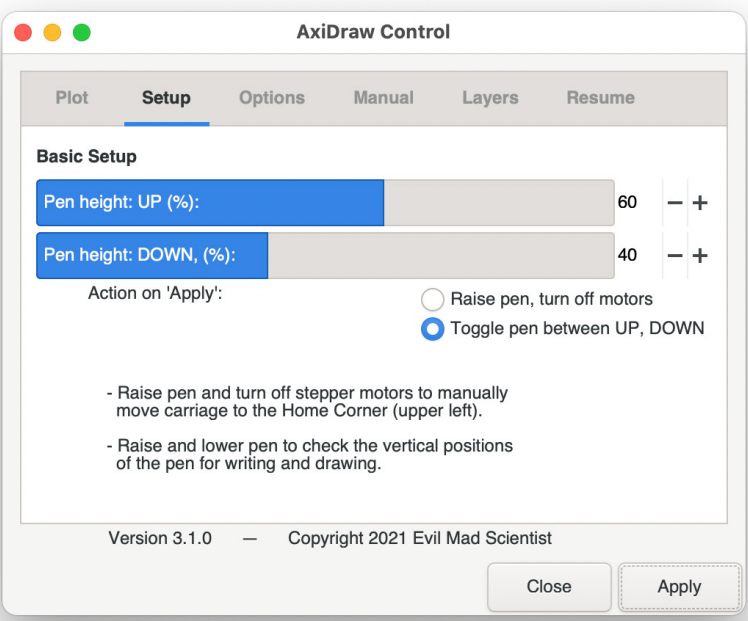 AxiDraw Control
Plot Setup Options Manual Layers Resume
Basic Setup
Pen height: UP (%): 60 − +
Pen height: DOWN, (%): 40 − +
Action on 'Apply':
Raise pen, turn off motors
Toggle pen between UP, DOWN
- Raise pen and turn off stepper motors to manually
move carriage to the Home Corner (upper left).
- Raise and lower pen to check the vertical positions
of the pen for writing and drawing.
Version 3.1.0 — Copyright 2021 Evil Mad Scientist
Close Apply